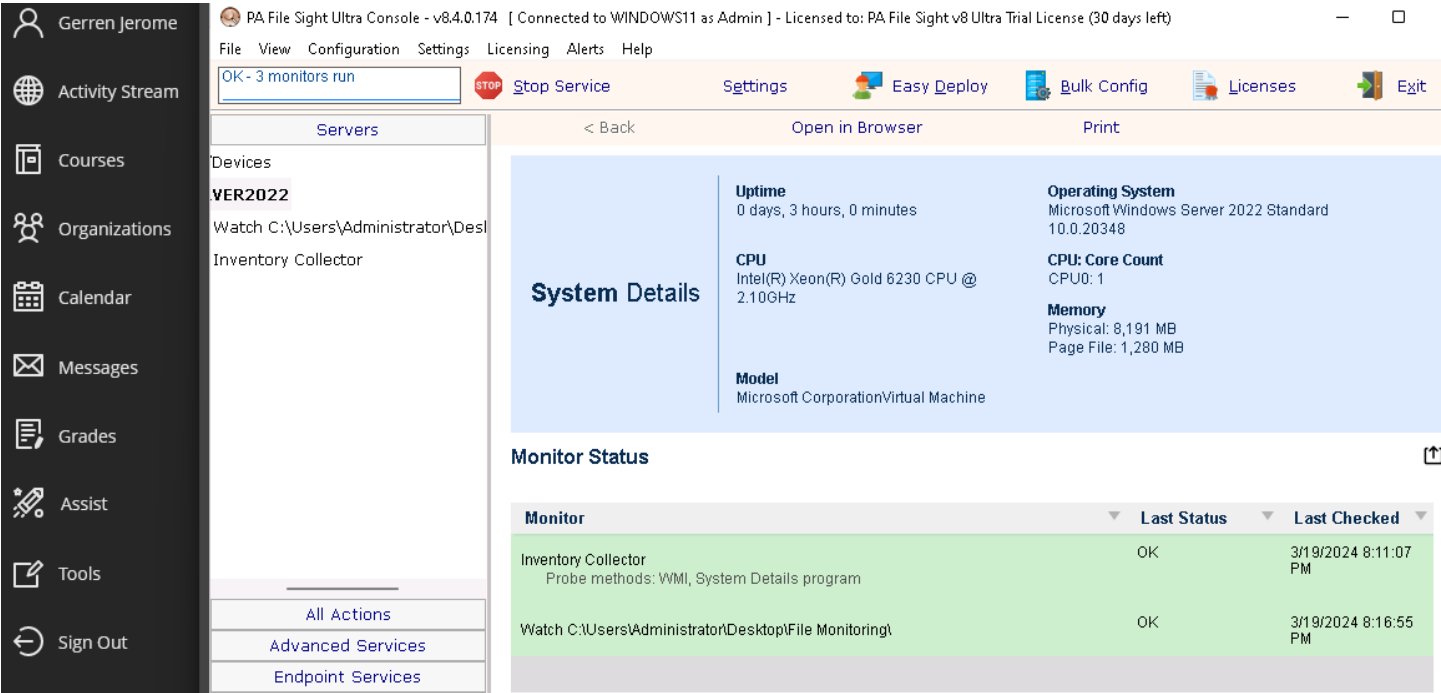 Gerren Jerome
Activity Stream
Courses
Organizations
Calendar
Messages
Grades
Assist
Tools
Sign Out
PA File Sight Ultra Console - v8.4.0.174 [ Connected to WINDOWS11 as Admin ] - Licensed to: PA File Sight v8 Ultra Trial License (30 days left)
File View Configuration Settings Licensing Alerts Help
OK - 3 monitors run
STOP Stop Service Settings Easy Deploy Bulk Config Licenses Exit
Servers
< Back Open in Browser Print
Devices
VER2022
Watch C:\Users\Administrator\Desl
Inventory Collector
All Actions
Advanced Services
Endpoint Services
System Details
Uptime
0 days, 3 hours, 0 minutes
CPU
Intel(R) Xeon(R) Gold 6230 CPU @
2.10GHz
Model
Microsoft CorporationVirtual Machine
Operating System
Microsoft Windows Server 2022 Standard
10.0.20348
CPU: Core Count
CPU0: 1
Memory
Physical: 8,191 MB
Page File: 1,280 MB
Monitor Status
Monitor Last Status Last Checked
Inventory Collector OK 3/19/2024 8:11:07
PM
Probe methods: WMI, System Details program
Watch C:\Users\Administrator\Desktop\File Monitoring\ OK 3/19/2024 8:16:55
PM